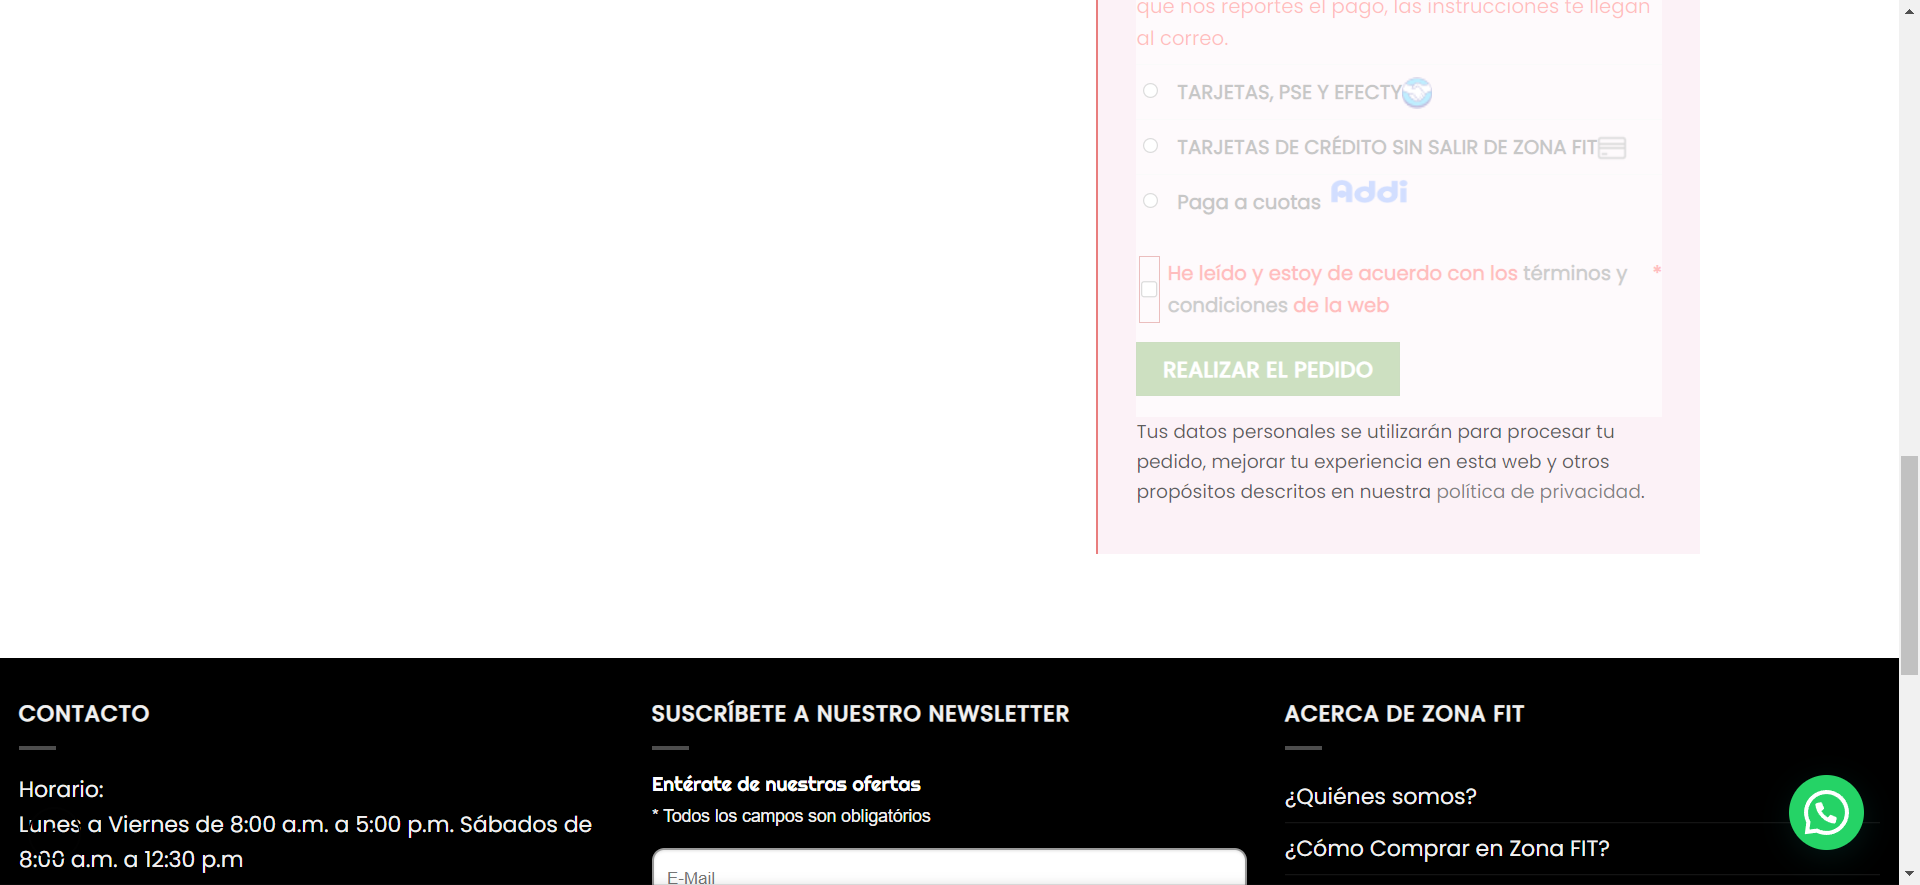 que nos reportes el pago, las instrucciones te llegan
al correo.
TARJETAS, PSE Y EFECTY
TARJETAS DE CRÉDITO SIN SALIR DE ZONA FIT
Paga a cuotas Addi
He leído y estoy de acuerdo con los términos y *
condiciones de la web
REALIZAR EL PEDIDO
Tus datos personales se utilizarán para procesar tu
pedido, mejorar tu experiencia en esta web y otros
propósitos descritos en nuestra política de privacidad.
CONTACTO
Horario:
Lunes a Viernes de 8:00 a.m. a 5:00 p.m. Sábados de
8:00 a.m. a 12:30 p.m
SUSCRÍBETE A NUESTRO NEWSLETTER
Entérate de nuestras ofertas
* Todos los campos son obligatórios
E-Mail
ACERCA DE ZONA FIT
¿Quiénes somos?
¿Cómo Comprar en Zona FIT?